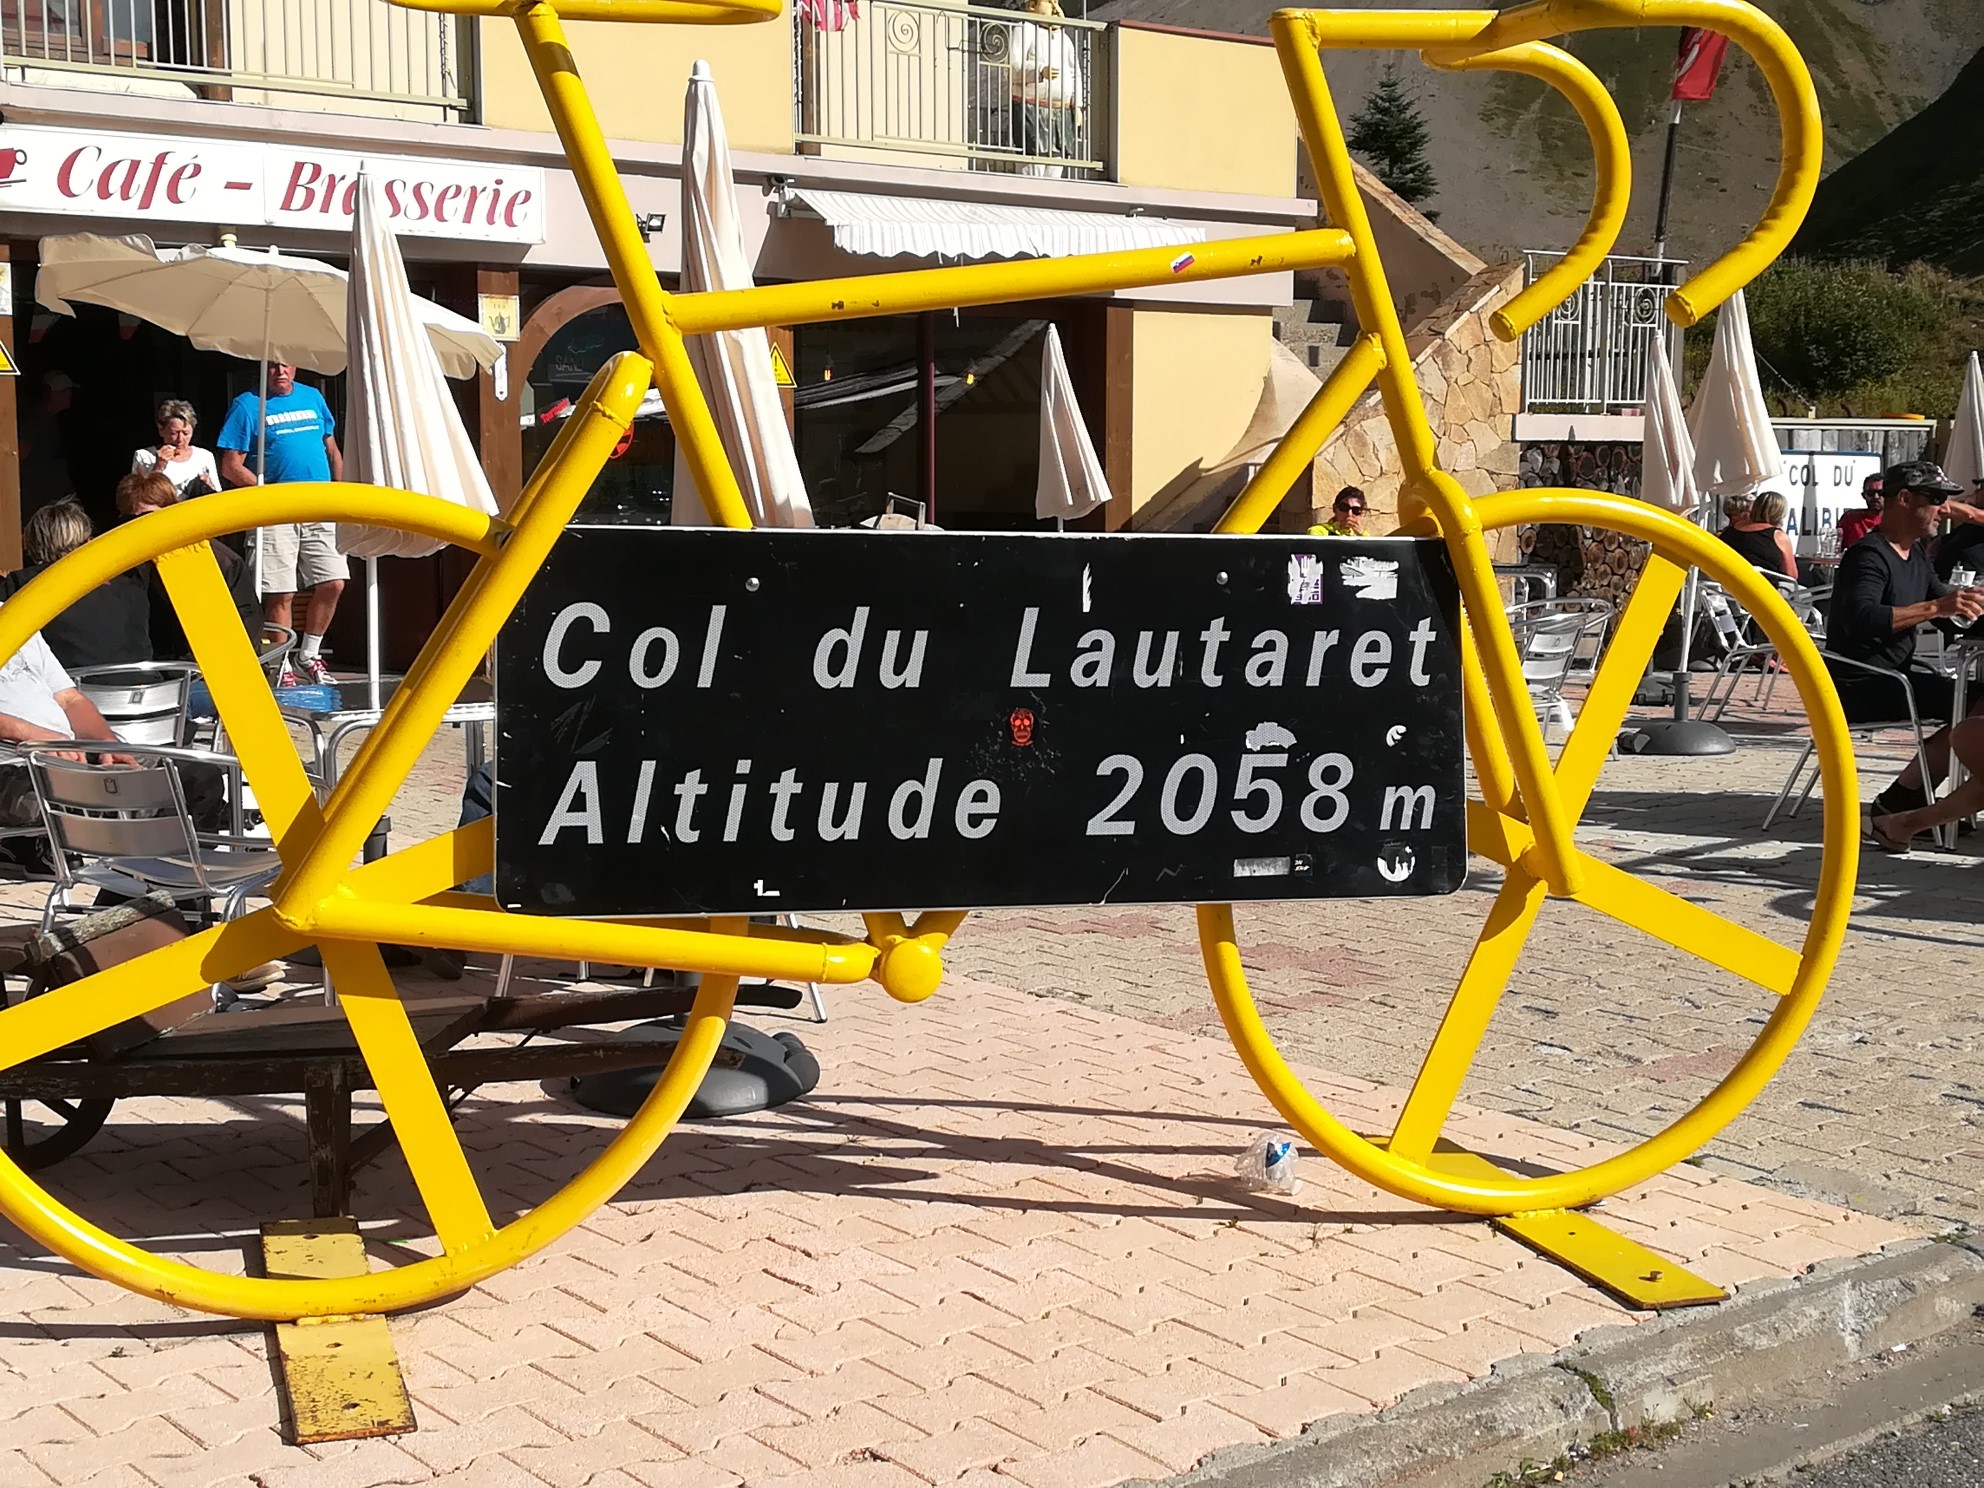 Café - Brasserie
COL DU
Col du Lautaret
Altitude 2058 m